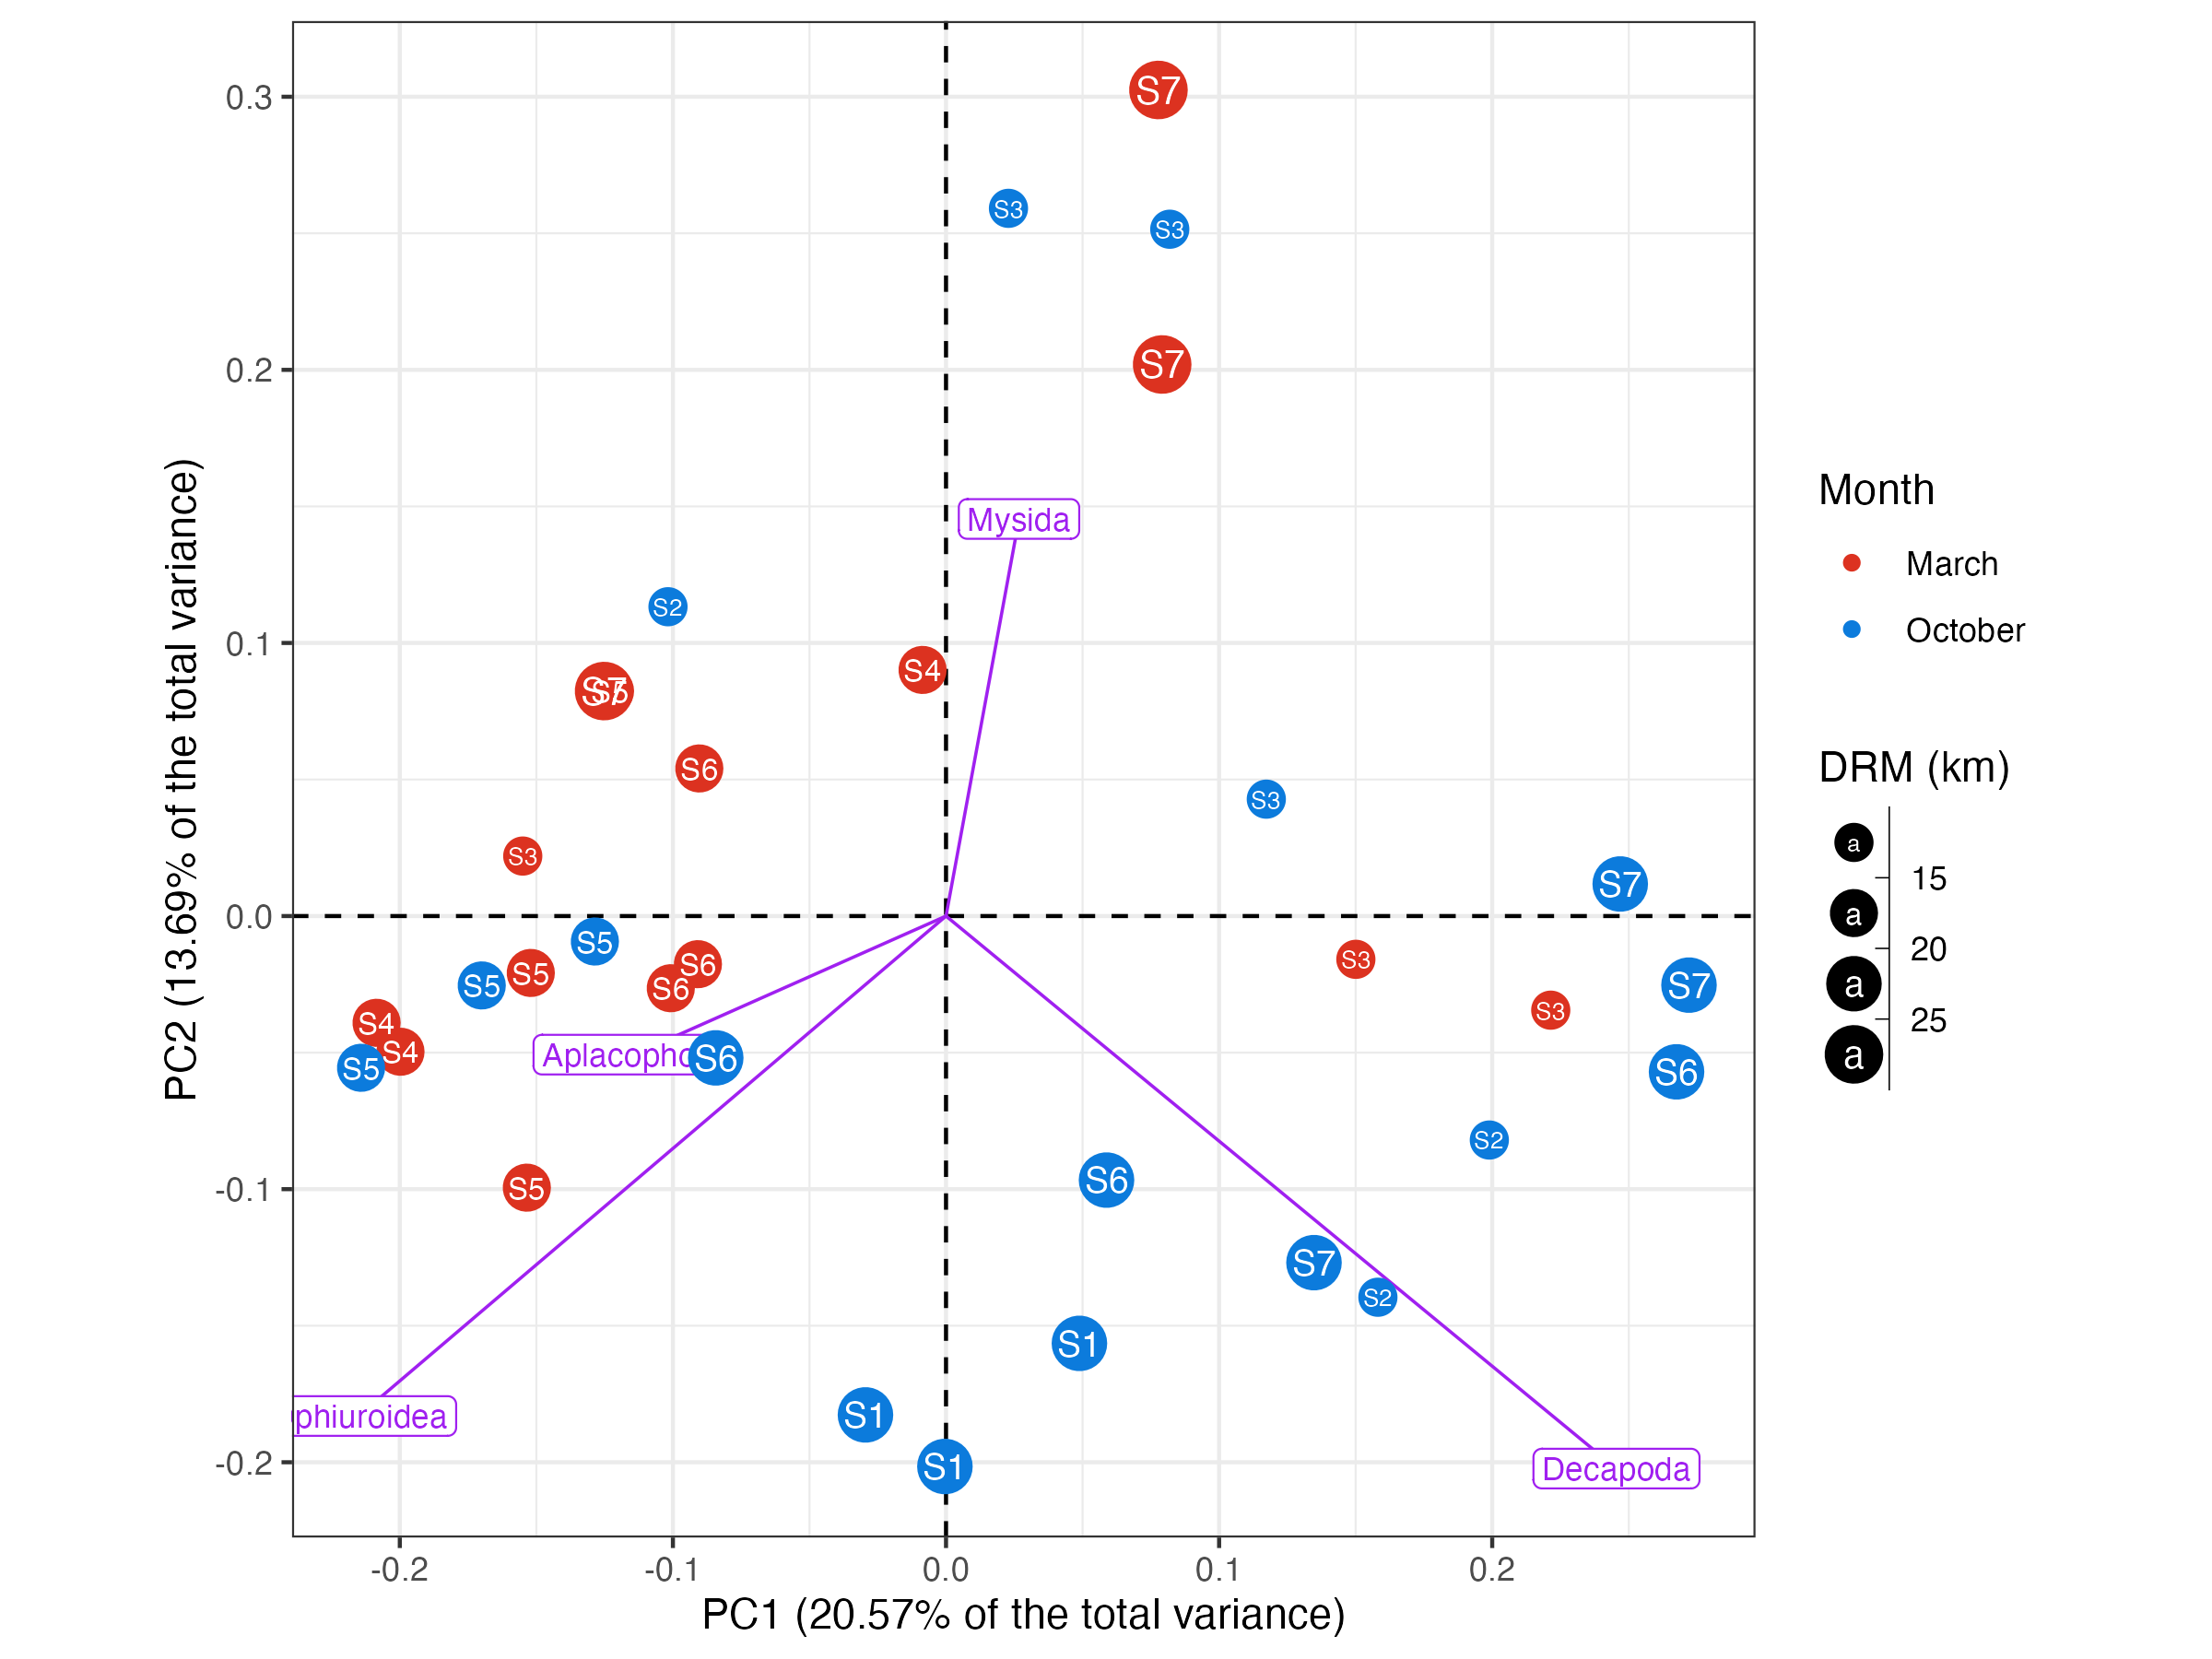 S7
0.3
S3
S3
S7
0.2
Mysida
S2
S4
0.1
S7
S5
S6
S3
S3
S7
0.0
S5
S6
S3
S5
S5
S6
S7
S3
S4
S4
S5
Aplacopho
S6
S6
S2
S5
-0.1
S6
S7
S2
S1
S1
phiuroidea
S1
-0.2
Decapoda
-0.2
-0.1
0.0
0.1
0.2
PC1 (20.57% of the total variance)
PC2 (13.69% of the total variance)
Month
March
October
DRM (km)
a
15
a
20
a
25
a